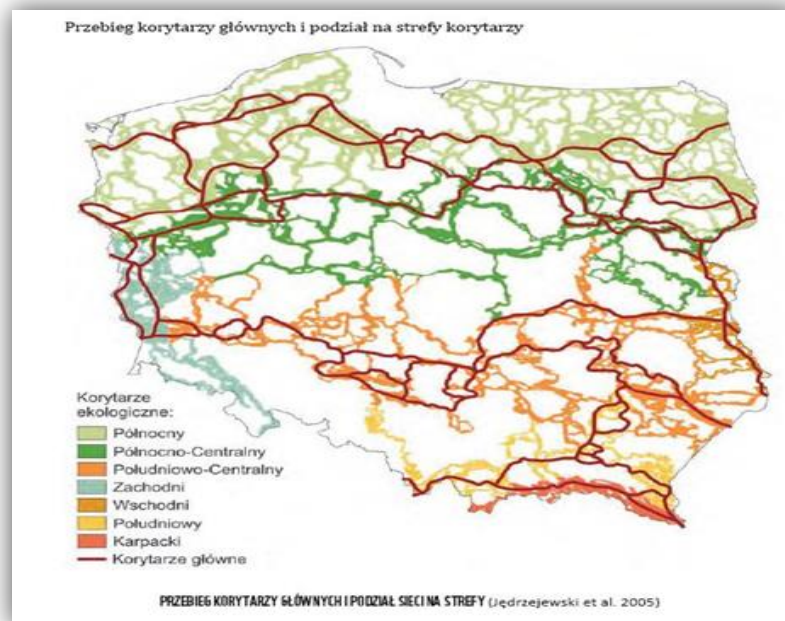 Przebieg korytarzy głównych i podział na strefy korytarzy
Korytarze
ekologiczne:
Północny
Północno-Centralny
Południowo-Centralny
Zachodni
Wschodni
Południowy
Karpacki
Korytarze główne
PRZEBIEG KORYTARZY GŁÓWNYCH I PODZIAŁ SIECI NA STREFY (Jędrzejewski et al. 2005)